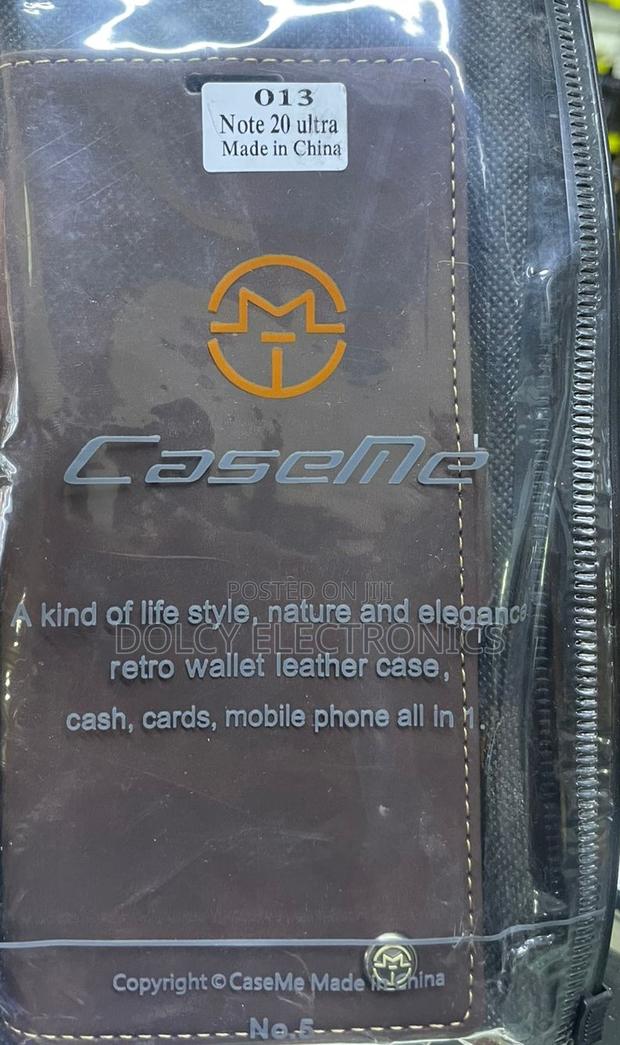 013
Note 20 ultra
Made in China
CaseMe
POSTED ON JIJI
A kind of life style, nature and elegance
DOLCY ELECTRONICS
retro wallet leather case,
cash, cards, mobile phone all in 1.
Copyright © CaseMe Made in China
No.5